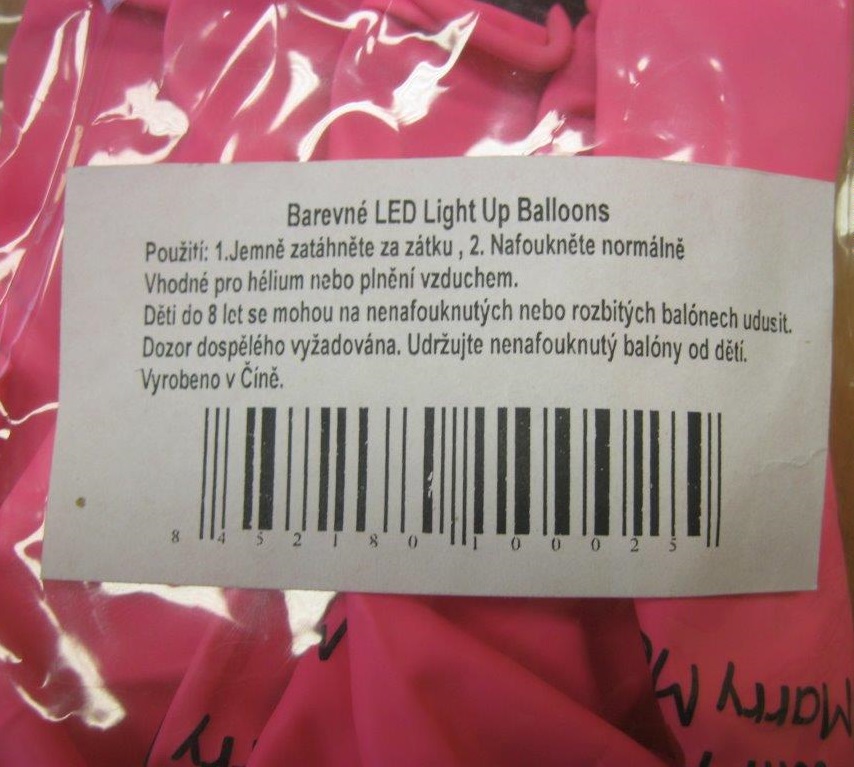 Barevné LED Light Up Balloons
Použití: 1.Jemně zatáhněte za zátku , 2. Nafoukněte normálně
Vhodné pro hélium nebo plnění vzduchem.
Děti do 8 let se mohou na nenafouknutých nebo rozbitých balónech udusit.
Dozor dospělého vyžadována. Udržujte nenafouknutý balóny od dětí.
Vyrobeno v Číně.
8 452180 100025
Marry M